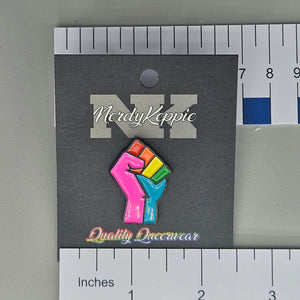 7 8 9
NK
NerdyKeppie
Quality Queerwear
Inches 1 2 3